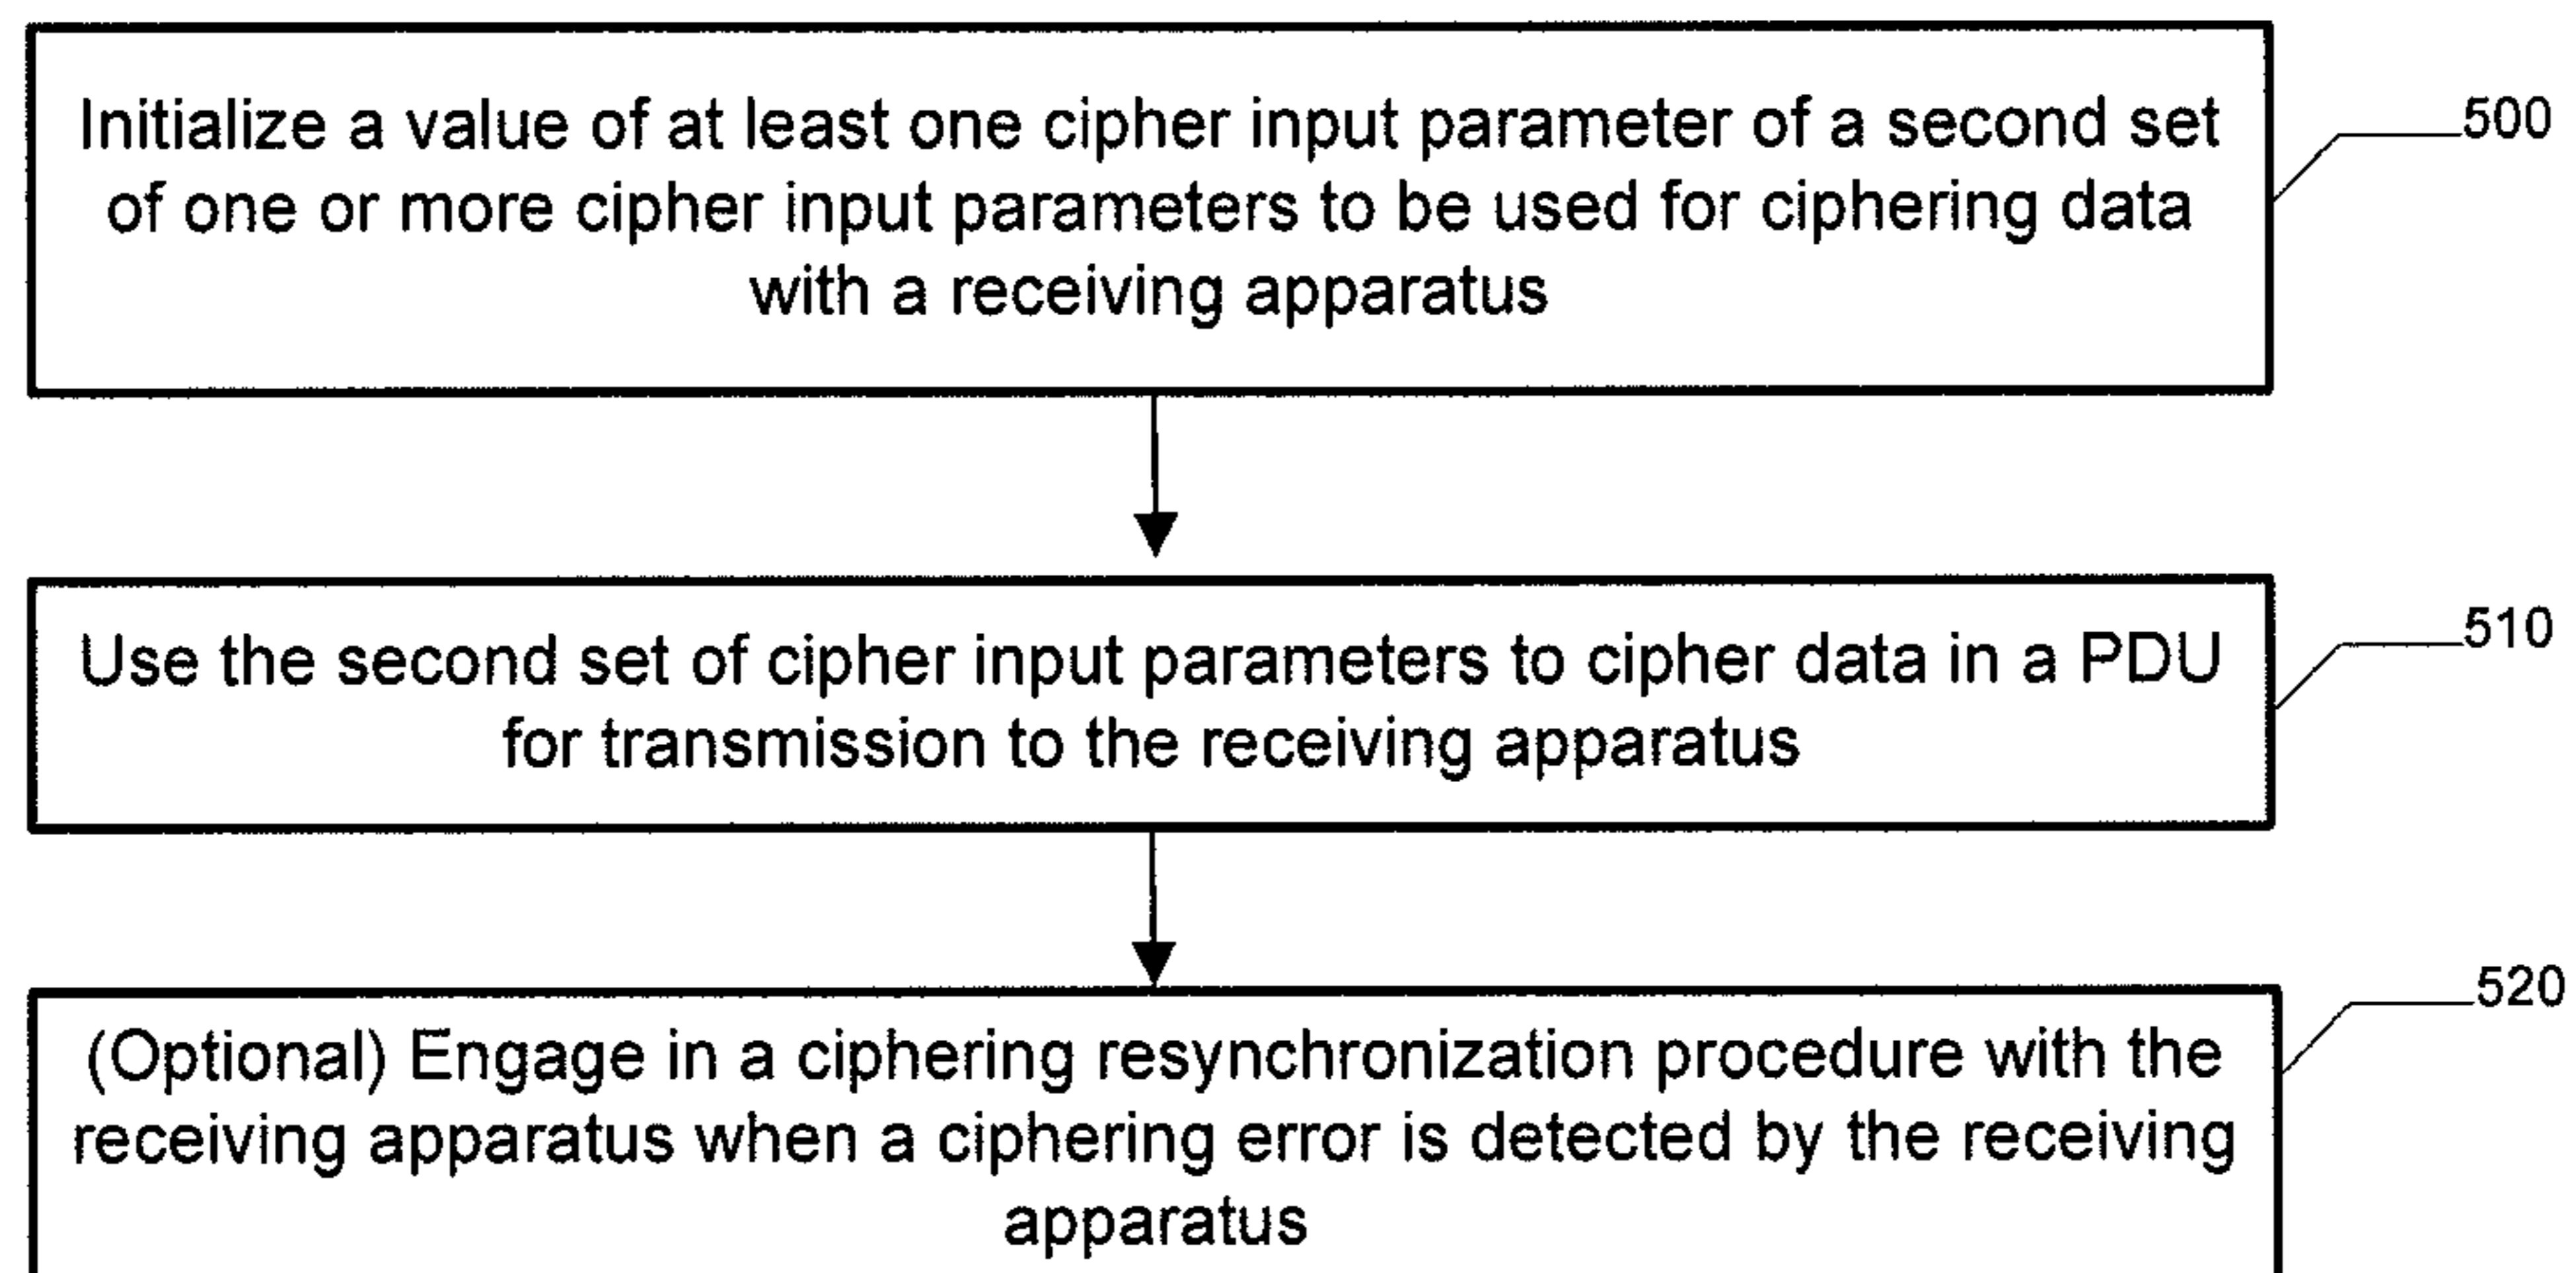 Initialize a value of at least one cipher input parameter of a second set
of one or more cipher input parameters to be used for ciphering data
with a receiving apparatus
500
Use the second set of cipher input parameters to cipher data in a PDU
for transmission to the receiving apparatus
510
(Optional) Engage in a ciphering resynchronization procedure with the
receiving apparatus when a ciphering error is detected by the receiving
apparatus
520